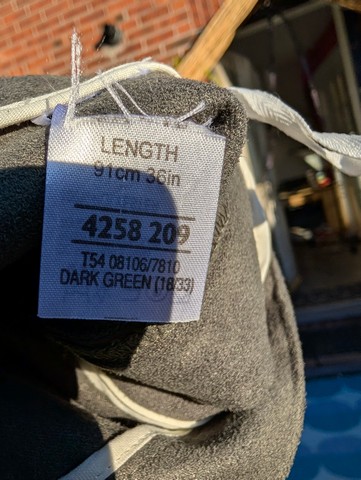 LENGTH
91cm 36in
4258 209
T54 08106/7810
DARK GREEN (18/33)